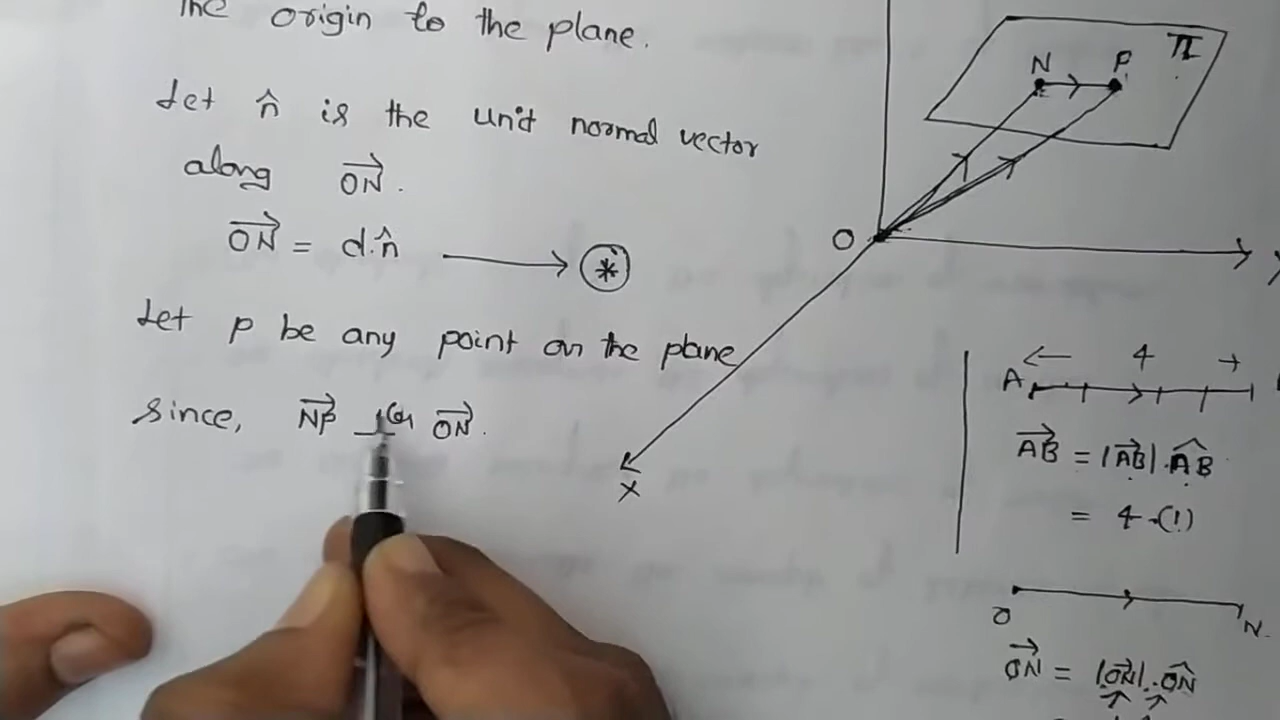 the origin to the plane.
Let n̂ is the unit normal vector
along ON⃗.
ON⃗ = d.n̂ ⟶ (*)
Let p be any point on the plane
since, NP⃗ ⊥er ON⃗.
N P π
O
X
← 4 →
A
AB⃗ = |AB⃗|.AB̂
= 4.(1)
O N
ON⃗ = |ON⃗|.ON̂